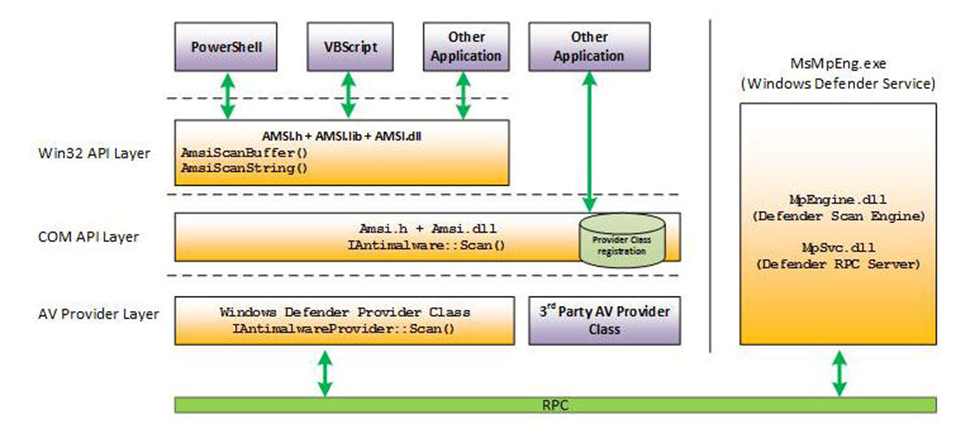 PowerShell
VBScript
Other
Application
Other
Application
MsMpEng.exe
(Windows Defender Service)
Win32 API Layer
AMSI.h + AMSI.lib + AMSI.dll
AmsiScanBuffer()
AmsiScanString()
COM API Layer
Amsi.h + Amsi.dll
IAntimalware::Scan()
Provider Class
registration
MpEngine.dll
(Defender Scan Engine)
MpSvc.dll
(Defender RPC Server)
AV Provider Layer
Windows Defender Provider Class
IAntimalwareProvider::Scan()
3rd Party AV Provider
Class
RPC